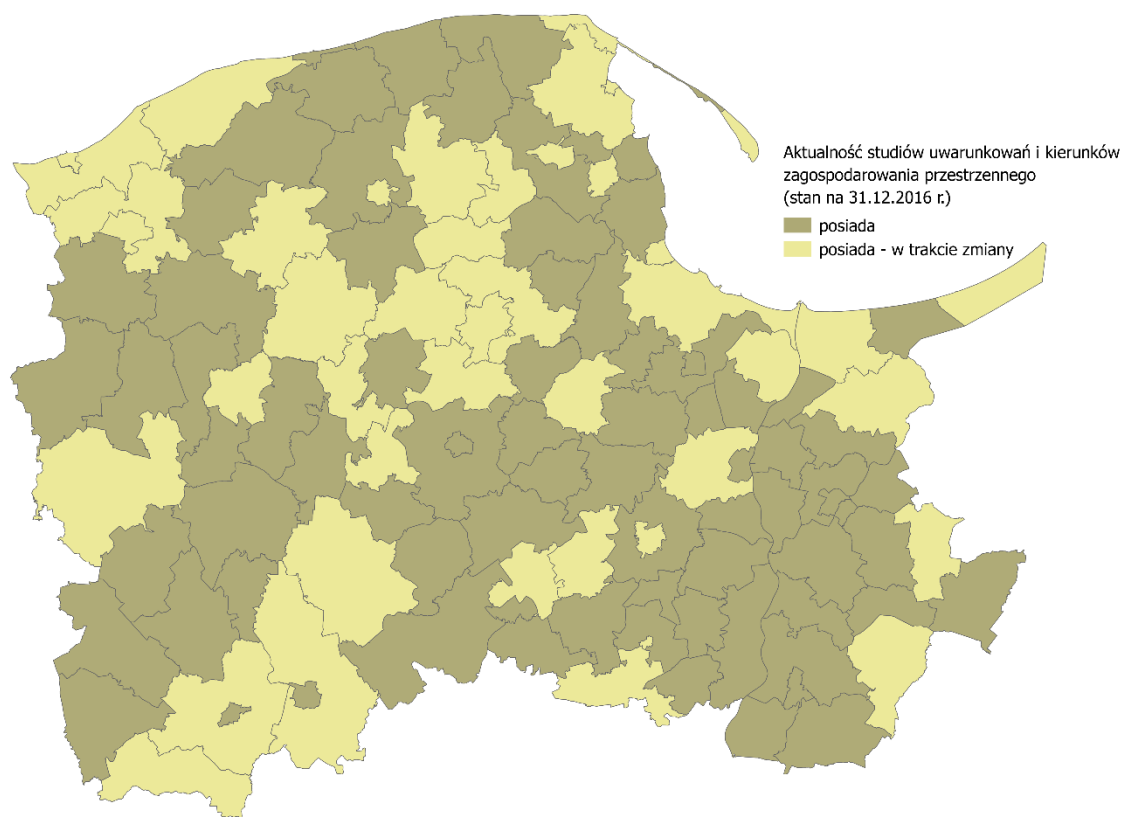 Aktualność studiów uwarunkowań i kierunków
zagospodarowania przestrzennego
(stan na 31.12.2016 r.)
posiada
posiada - w trakcie zmiany